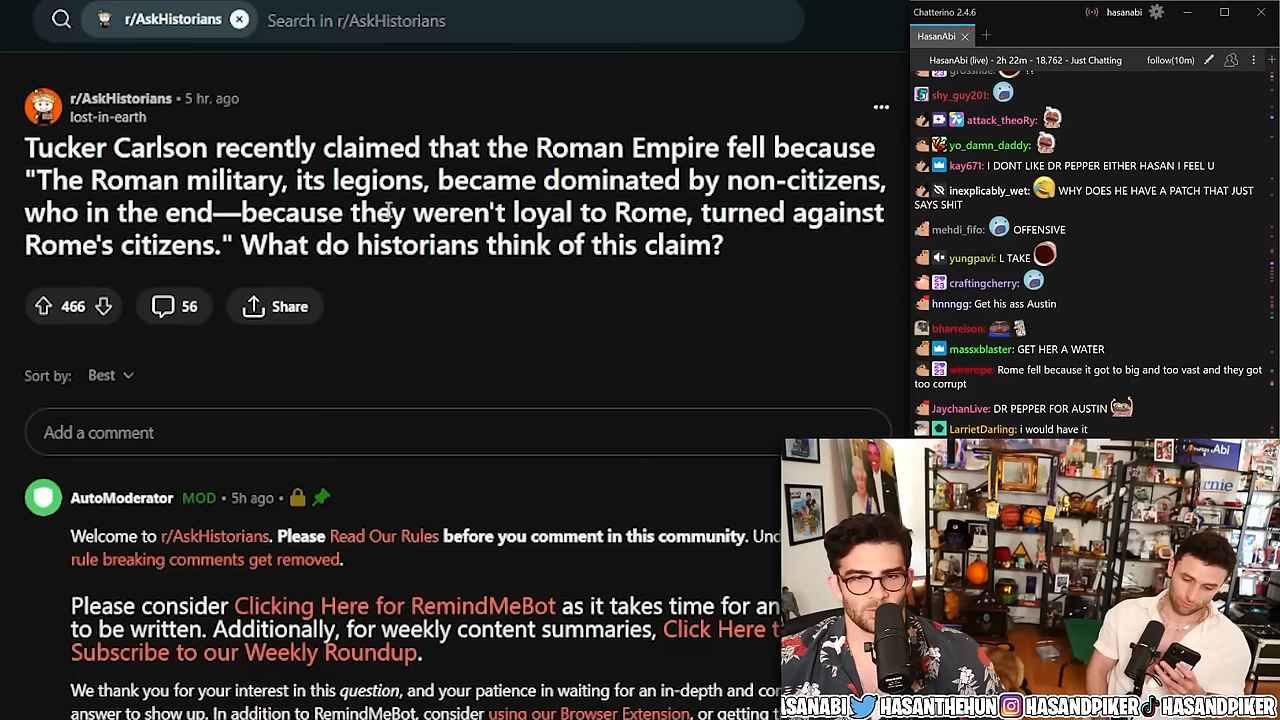 r/AskHistorians
Search in r/AskHistorians
r/AskHistorians • 5 hr. ago
lost-in-earth
Tucker Carlson recently claimed that the Roman Empire fell because
"The Roman military, its legions, became dominated by non-citizens,
who in the end—because they weren't loyal to Rome, turned against
Rome's citizens." What do historians think of this claim?
466
56
Share
Sort by: Best
Add a comment
AutoModerator MOD • 5h ago •
Welcome to r/AskHistorians. Please Read Our Rules before you comment in this community.
rule breaking comments get removed.
Please consider Clicking Here for RemindMeBot as it takes time for an
to be written. Additionally, for weekly content summaries, Click Here
Subscribe to our Weekly Roundup.
We thank you for your interest in this question, and your patience in waiting for an in-depth and
answer to show up. In addition to RemindMeBot, consider using our Browser Extension, or getting
Chatterino 2.4.6
hasanabi
HasanAbi
HasanAbi (live) - 2h 22m - 18,762 - Just Chatting
follow(10m)
shy_guy201:
attack_theoRy:
yo_damn_daddy:
kay671: I DONT LIKE DR PEPPER EITHER HASAN I FEEL U
inexplicably_wet: WHY DOES HE HAVE A PATCH THAT JUST
SAYS SHIT
mehdi_fifo: OFFENSIVE
yungpavi: L TAKE
craftingcherry:
hnnngg: Get his ass Austin
bharrelson:
massxblaster: GET HER A WATER
wirerope: Rome fell because it got to big and too vast and they got
too corrupt
JaychanLive: DR PEPPER FOR AUSTIN
LarrietDarling: i would have it
ASANABI HASANTHEHUN HASANDPIKER HASANDPIKER